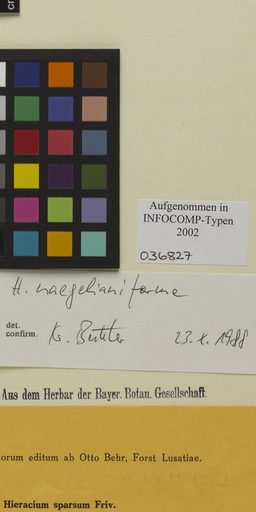 Aufgenommen in
INFOCOMP-Typen
2002
036827
H. naegelianiforme
det.
confirm.
23.X.1988
Aus dem Herbar der Bayer. Botan. Gesellschaft.
orum editum ab Otto Behr, Forst Lusatiae.
Hieracium sparsum Friv.